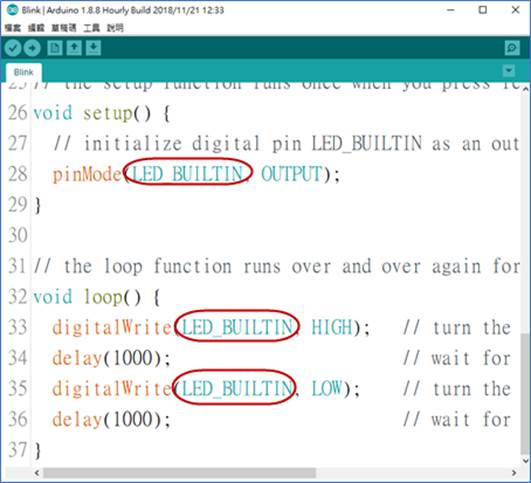 Blink | Arduino 1.8.8 Hourly Build 2018/11/21 12:33
檔案 編輯 草稿碼 工具 說明
Blink
25 // the setup function runs once when you press re
26 void setup() {
27 // initialize digital pin LED_BUILTIN as an out
28 pinMode(LED_BUILTIN, OUTPUT);
29 }
30
31 // the loop function runs over and over again for
32 void loop() {
33 digitalWrite(LED_BUILTIN, HIGH); // turn the
34 delay(1000); // wait for
35 digitalWrite(LED_BUILTIN, LOW); // turn the
36 delay(1000); // wait for
37 }